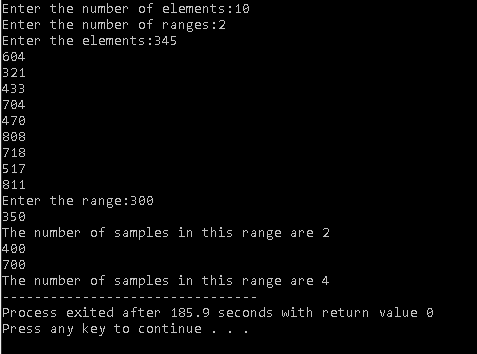 Enter the number of elements:10
Enter the number of ranges:2
Enter the elements:345
604
321
433
704
470
808
718
517
811
Enter the range:300
350
The number of samples in this range are 2
400
700
The number of samples in this range are 4
--------------------------------
Process exited after 185.9 seconds with return value 0
Press any key to continue . . .